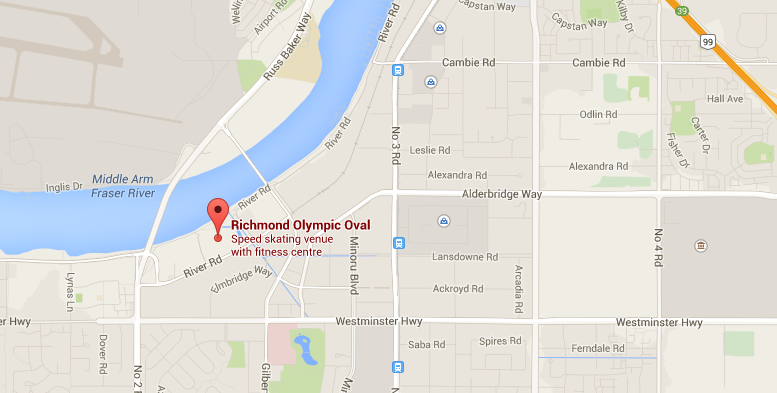 Airport Rd
Russ Baker Way
River Rd
Capstan Way
Capstan Way
Kilby Dr
39
99
Cambie Rd
Cambie Rd
Hall Ave
Odlin Rd
Carter Dr
Fisher Dr
No 3 Rd
River Rd
Leslie Rd
Alexandra Rd
Alexandra Rd
Inglis Dr
Middle Arm
Fraser River
River Rd
Alderbridge Way
Richmond Olympic Oval
Speed skating venue
with fitness centre
Minoru Blvd
No 4 Rd
River Rd
Elmbridge Way
Lansdowne Rd
Arcadia Rd
Lynas Ln
Ackroyd Rd
er Hwy
Westminster Hwy
Westminster Hwy
Dover Rd
No 2 F
Gilber
Saba Rd
Spires Rd
Ferndale Rd